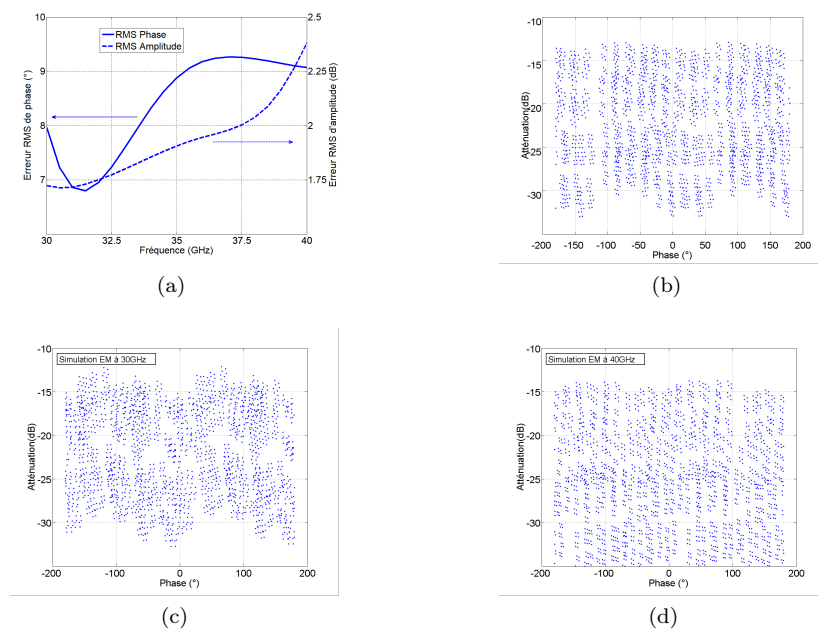 RMS Phase
RMS Amplitude
Erreur RMS de phase (°)
10
9
8
7
2.5
2.25
2
1.75
Erreur RMS d'amplitude (dB)
30 32.5 35 37.5 40
Fréquence (GHz)
(a)
Atténuation (dB)
-10
-15
-20
-25
-30
-200 -150 -100 -50 0 50 100 150 200
Phase (°)
(b)
Simulation EM à 30GHz
Atténuation(dB)
-10
-15
-20
-25
-30
-200 -100 0 100 200
Phase (°)
(c)
Simulation EM à 40GHz
Atténuation(dB)
-10
-15
-20
-25
-30
-200 -100 0 100 200
Phase (°)
(d)